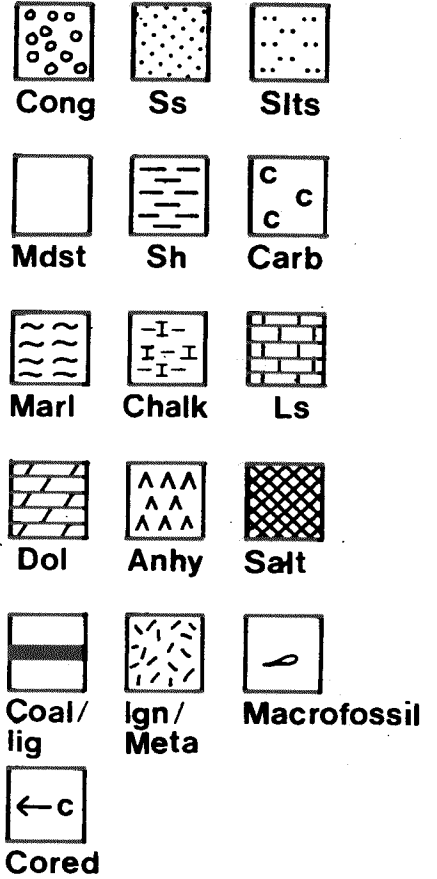 Cong Ss Slts
c
c
c
Mdst Sh Carb
Marl Chalk Ls
Dol Anhy Salt
Coal/ Ign/ Macrofossil
lig Meta
←c
Cored